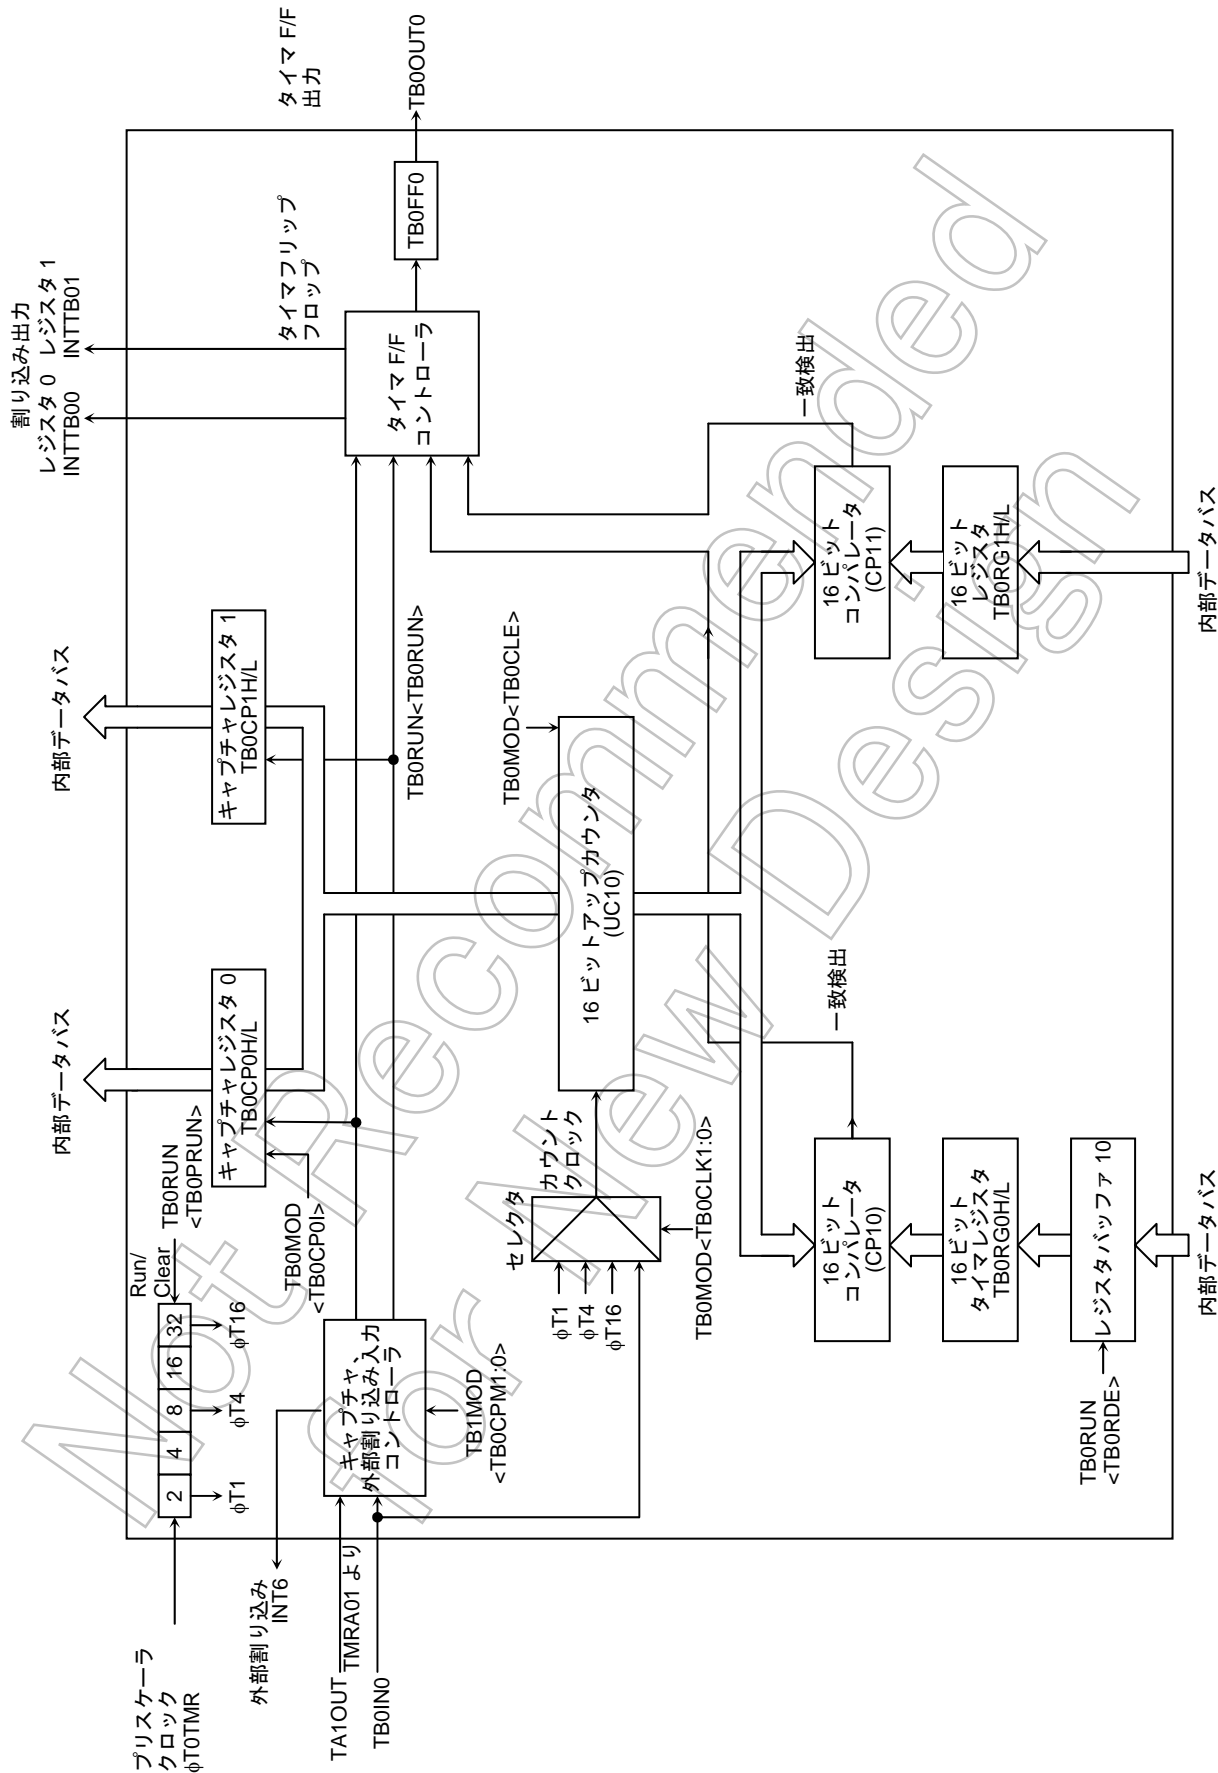 プリスケーラ
クロック
φT0TMR
2
4
8
16
32
φT1
φT4
φT16
Run/
Clear
TB0RUN
<TB0PRUN>
外部割り込み
INT6
TA1OUT
TMRA01 より
TB0IN0
キャプチャ、
外部割り込み入力
コントローラ
TB1MOD
<TB0CPM1:0>
TB0MOD
<TB0CP0I>
内部データバス
キャプチャレジスタ 0
TB0CP0H/L
内部データバス
キャプチャレジスタ 1
TB0CP1H/L
割り込み出力
レジスタ 0 レジスタ 1
INTTB00 INTTB01
タイマ F/F
コントローラ
タイマフリップ
フロップ
TB0FF0
タイマ F/F
出力
TB0OUT0
TB0RUN<TB0RUN>
TB0MOD<TB0CLE>
セレクタ
φT1
φT4
φT16
カウント
クロック
TB0MOD<TB0CLK1:0>
16 ビットアップカウンタ
(UC10)
一致検出
一致検出
16 ビット
コンパレータ
(CP10)
16 ビット
タイマレジスタ
TB0RG0H/L
レジスタバッファ 10
TB0RUN
<TB0RDE>
内部データバス
16 ビット
コンパレータ
(CP11)
16 ビット
レジスタ
TB0RG1H/L
内部データバス
Not Recommended
for New Design